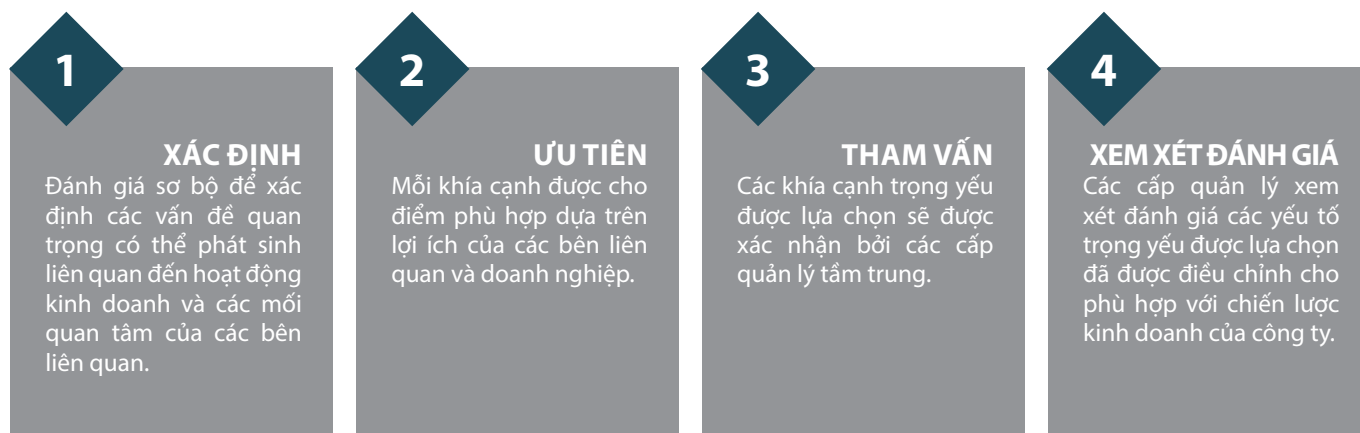 1
XÁC ĐỊNH
Đánh giá sơ bộ để xác
định các vấn đề quan
trọng có thể phát sinh
liên quan đến hoạt động
kinh doanh và các mối
quan tâm của các bên
liên quan.
2
ƯU TIÊN
Mỗi khía cạnh được cho
điểm phù hợp dựa trên
lợi ích của các bên liên
quan và doanh nghiệp.
3
THAM VẤN
Các khía cạnh trọng yếu
được lựa chọn sẽ được
xác nhận bởi các cấp
quản lý tầm trung.
4
XEM XÉT ĐÁNH GIÁ
Các cấp quản lý xem
xét đánh giá các yếu tố
trọng yếu được lựa chọn
đã được điều chỉnh cho
phù hợp với chiến lược
kinh doanh của công ty.